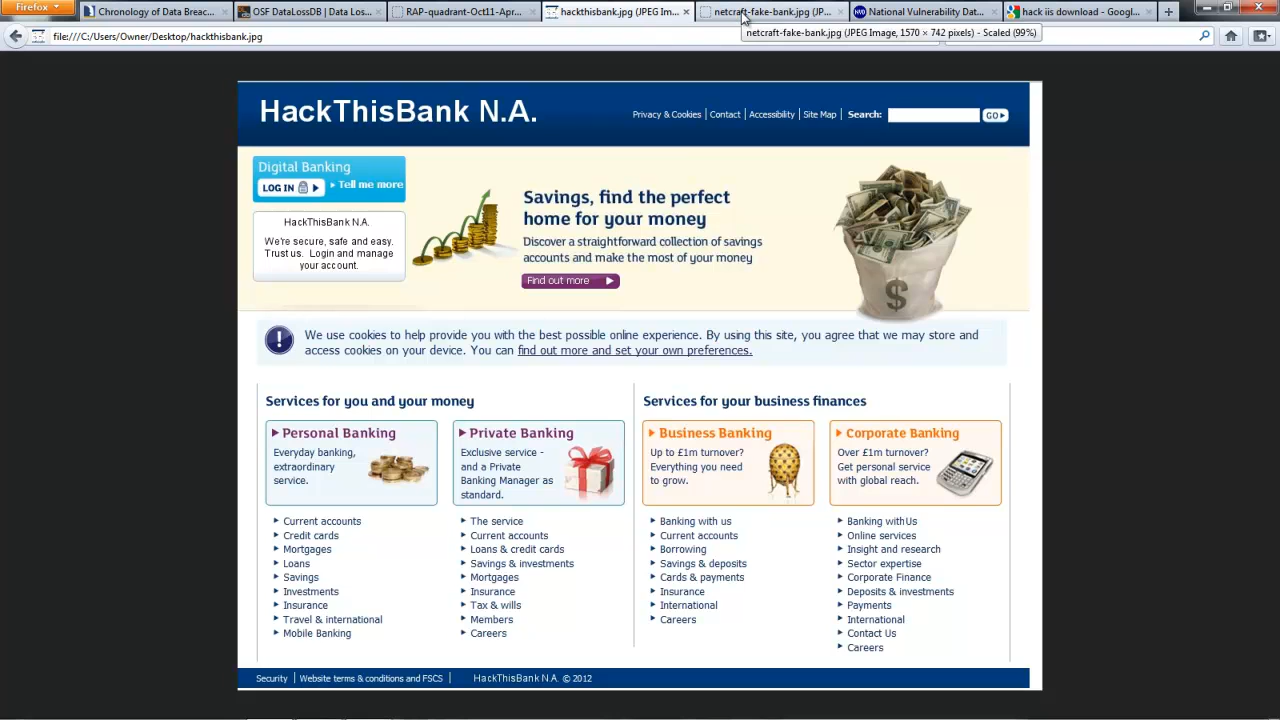 Firefox
Chronology of Data Breac...
OSF DataLossDB | Data Los...
RAP-quadrant-Oct11-Apr...
hackthisbank.jpg (JPEG Im...
netcraft-fake-bank.jpg (JP...
National Vulnerability Dat...
hack iis download - Googl...
file:///C:/Users/Owner/Desktop/hackthisbank.jpg
netcraft-fake-bank.jpg (JPEG Image, 1570 × 742 pixels) - Scaled (99%)
HackThisBank N.A.
Privacy & Cookies | Contact | Accessibility | Site Map | Search: GO
Digital Banking
LOG IN Tell me more
HackThisBank N.A.
We're secure, safe and easy.
Trust us. Login and manage
your account.
Savings, find the perfect
home for your money
Discover a straightforward collection of savings
accounts and make the most of your money
Find out more
$
We use cookies to help provide you with the best possible online experience. By using this site, you agree that we may store and
access cookies on your device. You can find out more and set your own preferences.
Services for you and your money
Personal Banking
Everyday banking,
extraordinary
service.
Current accounts
Credit cards
Mortgages
Loans
Savings
Investments
Insurance
Travel & international
Mobile Banking
Private Banking
Exclusive service -
and a Private
Banking Manager as
standard.
The service
Current accounts
Loans & credit cards
Savings & investments
Mortgages
Insurance
Tax & wills
Members
Careers
Services for your business finances
Business Banking
Up to £1m turnover?
Everything you need
to grow.
Banking with us
Current accounts
Borrowing
Savings & deposits
Cards & payments
Insurance
International
Careers
Corporate Banking
Over £1m turnover?
Get personal service
with global reach.
Banking withUs
Online services
Insight and research
Sector expertise
Corporate Finance
Deposits & investments
Payments
International
Contact Us
Careers
Security | Website terms & conditions and FSCS | HackThisBank N.A. © 2012